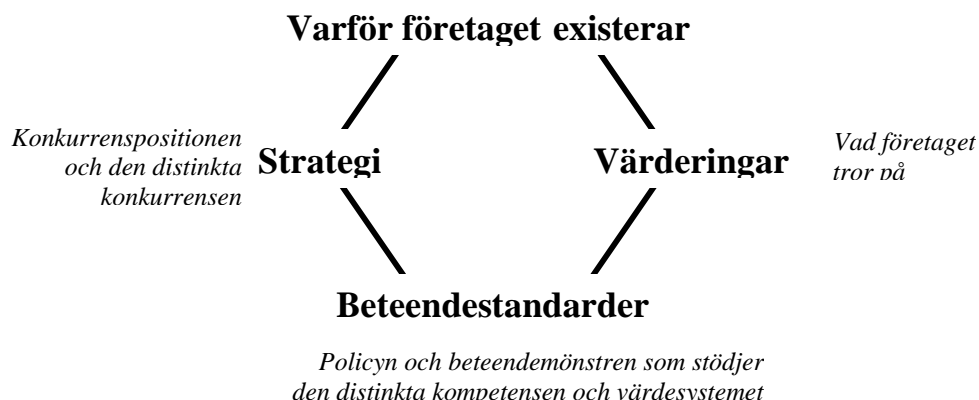 Varför företaget existerar
Konkurrenspositionen
och den distinkta
konkurrensen
Strategi
Värderingar
Vad företaget
tror på
Beteendestandarder
Policyn och beteendemönstren som stödjer
den distinkta kompetensen och värdesystemet